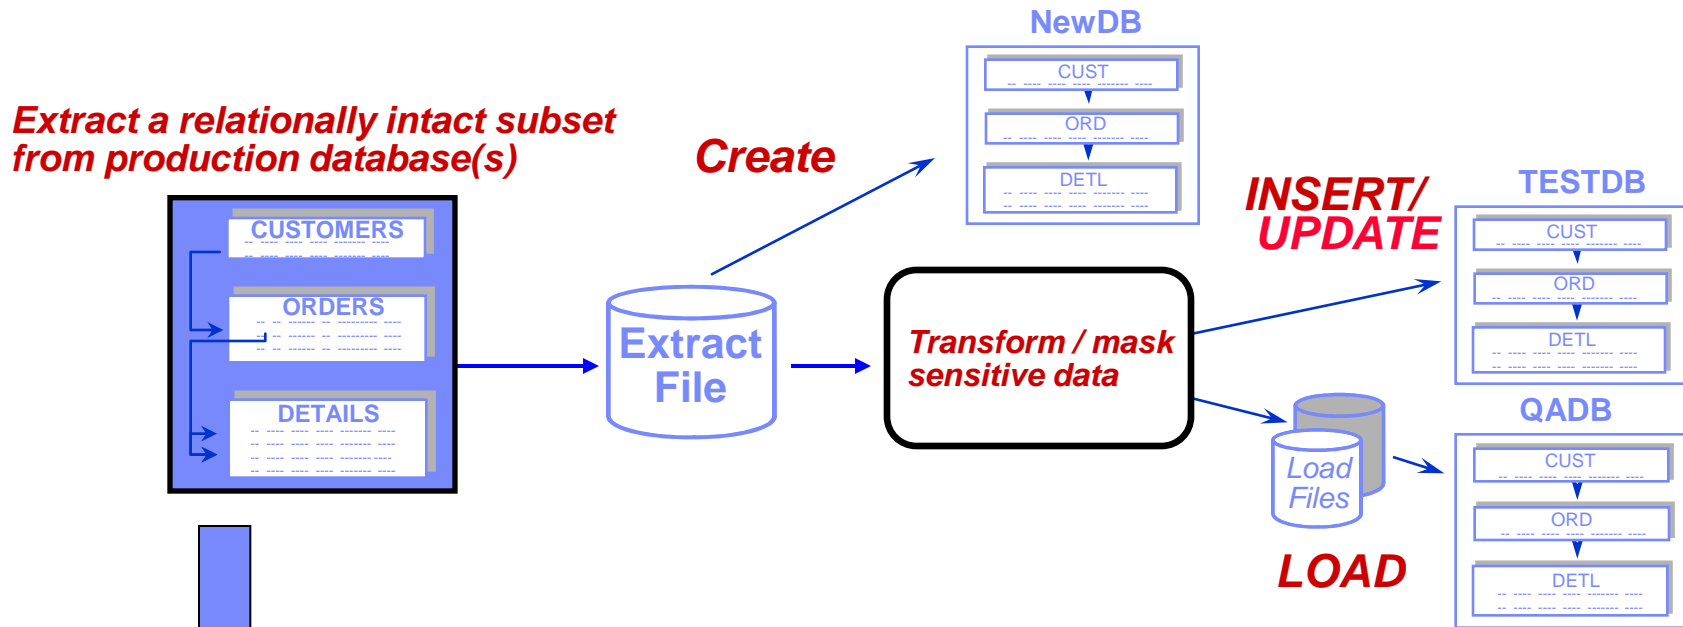 NewDB
CUST
ORD
DETL
Extract a relationally intact subset
from production database(s)
Create
CUSTOMERS
ORDERS
DETAILS
Extract
File
Transform / mask
sensitive data
INSERT/
UPDATE
TESTDB
CUST
ORD
DETL
Load
Files
LOAD
QADB
CUST
ORD
DETL